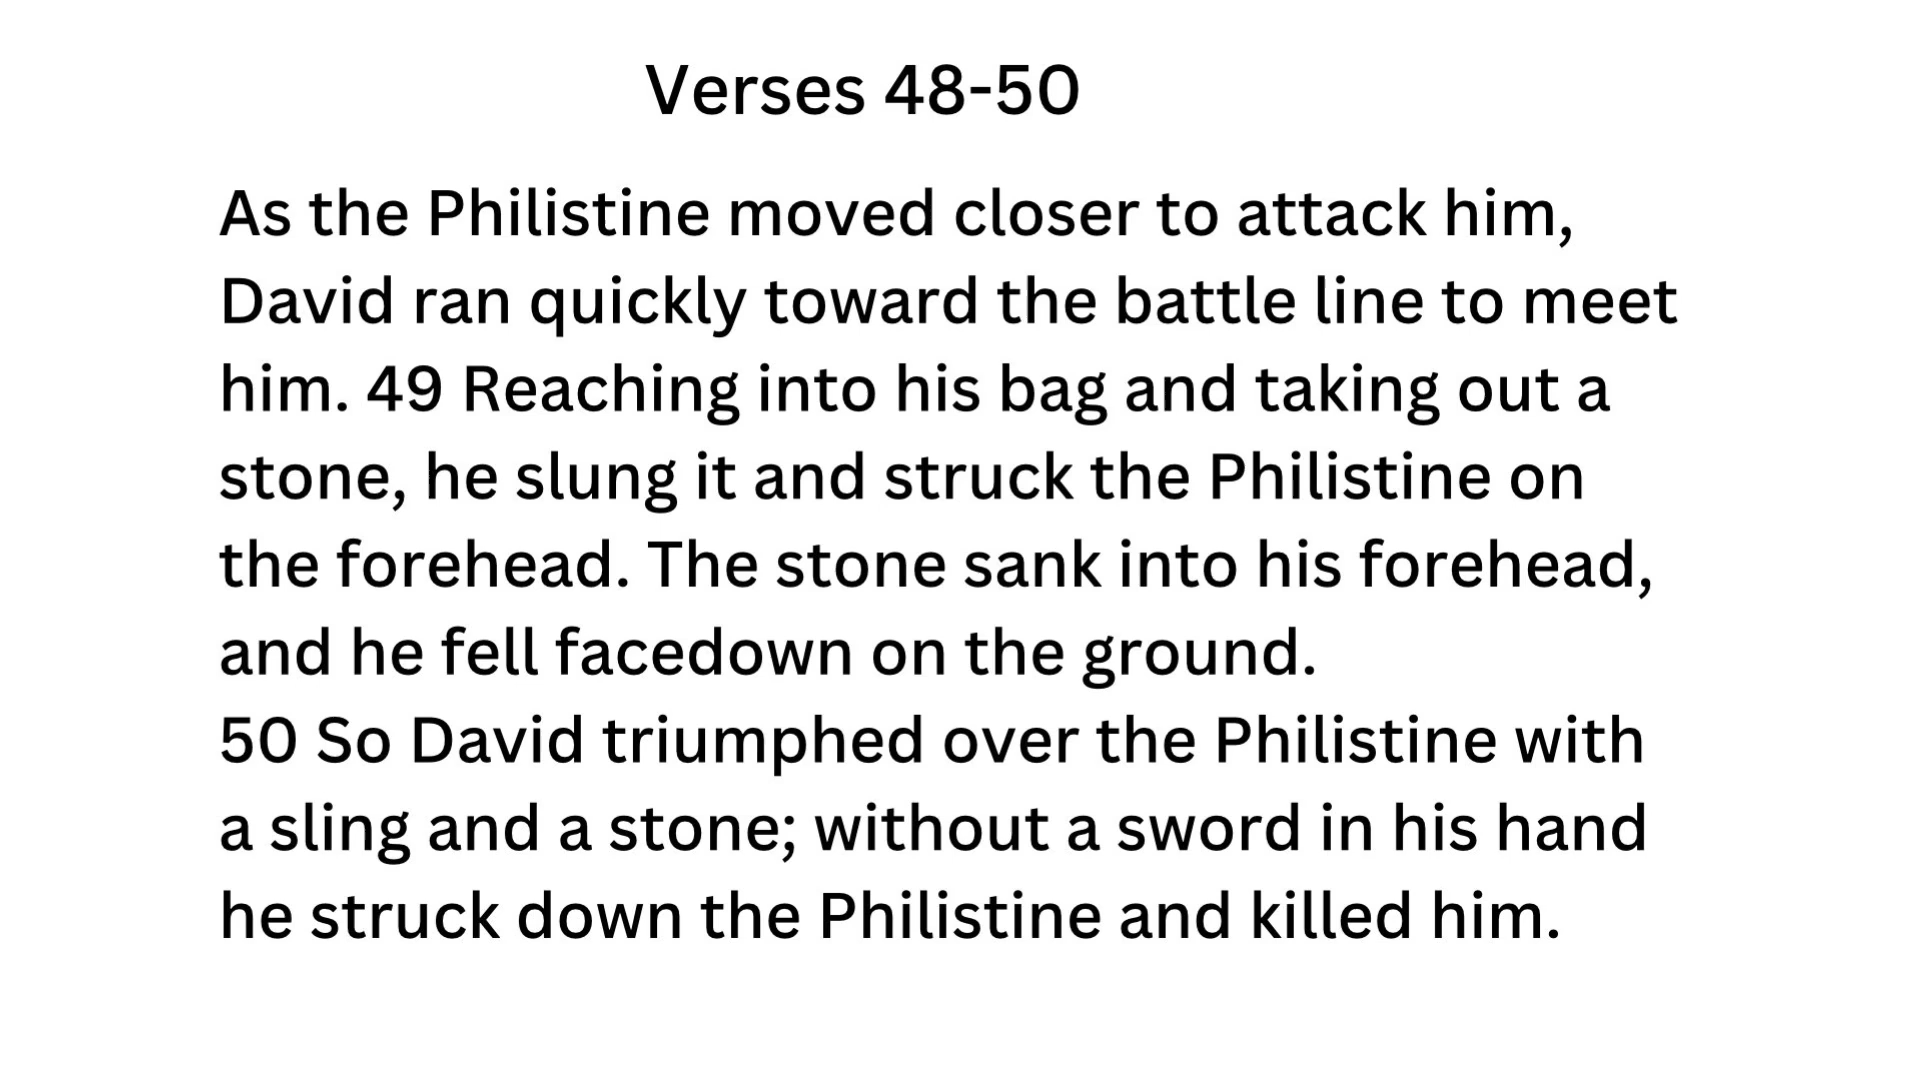 Verses 48-50
As the Philistine moved closer to attack him,
David ran quickly toward the battle line to meet
him. 49 Reaching into his bag and taking out a
stone, he slung it and struck the Philistine on
the forehead. The stone sank into his forehead,
and he fell facedown on the ground.
50 So David triumphed over the Philistine with
a sling and a stone; without a sword in his hand
he struck down the Philistine and killed him.